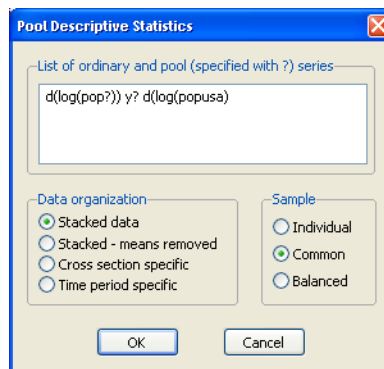 Pool Descriptive Statistics
List of ordinary and pool (specified with ?) series
d(log(pop?)) y? d(log(popusa)
Data organization
Stacked data
Stacked - means removed
Cross section specific
Time period specific
Sample
Individual
Common
Balanced
OK
Cancel